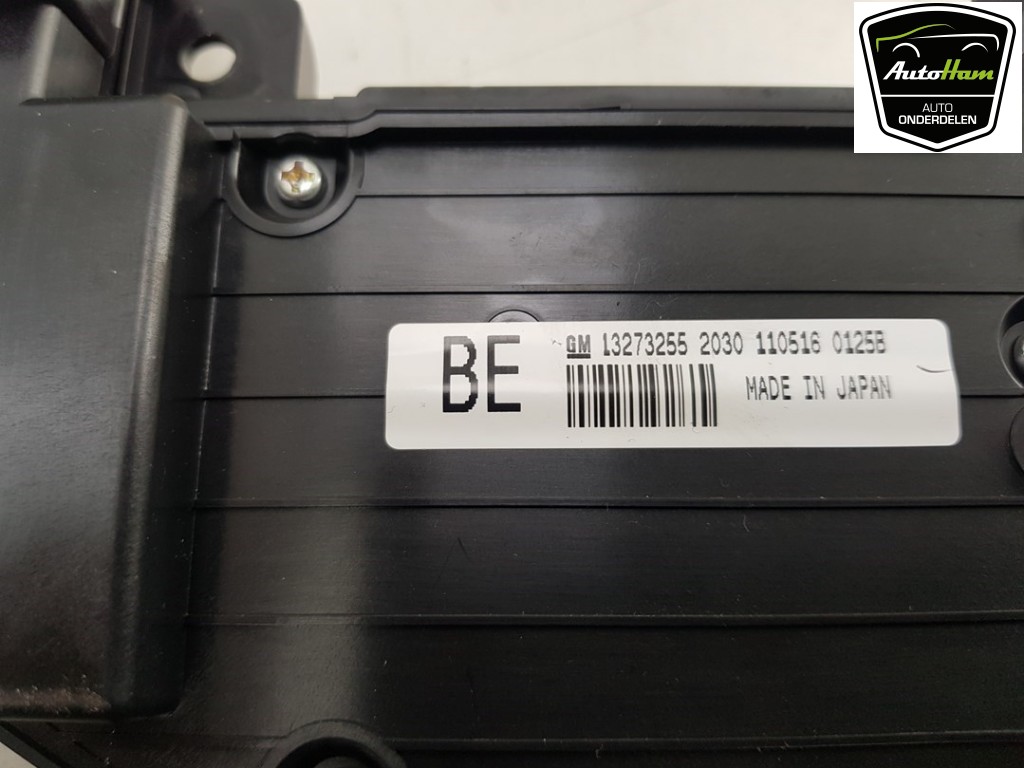 AutoHam
AUTO
ONDERDELEN
BE
GM 13273255 2030 110516 0125B
MADE IN JAPAN